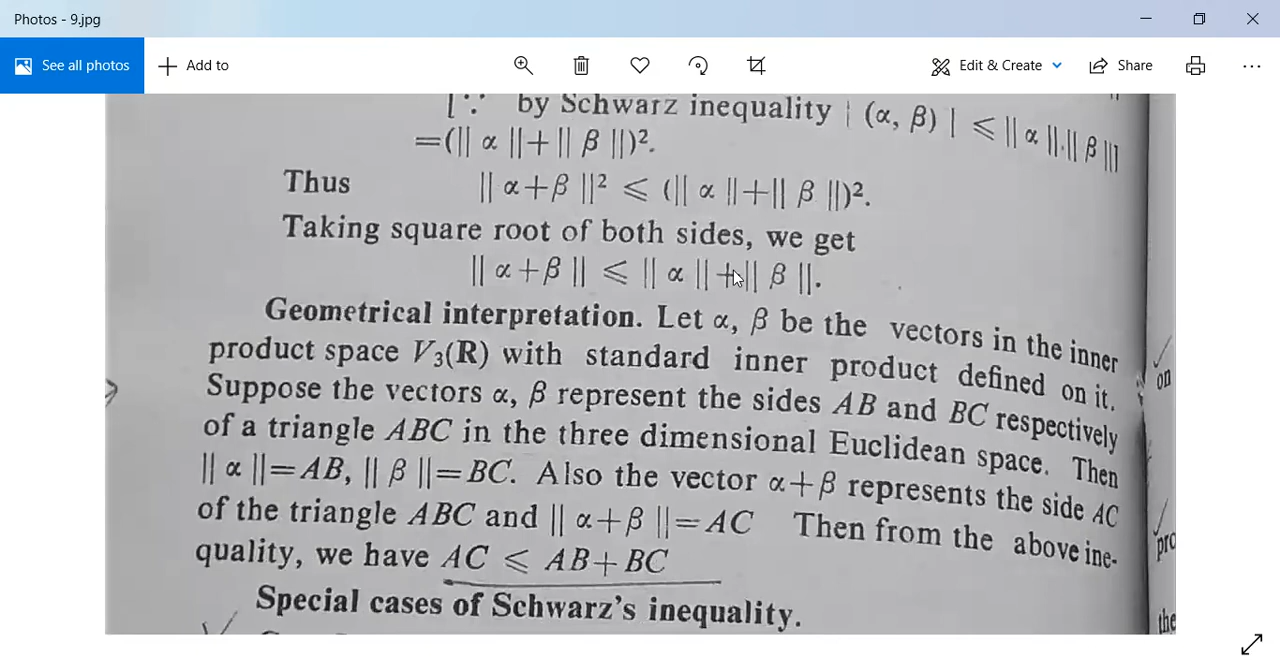 Photos - 9.jpg
See all photos
Add to
Edit & Create
Share
[∵ by Schwarz inequality | (α, β) | ⩽ || α ||.|| β ||]
=(|| α ||+|| β ||)².
Thus || α+β ||² ⩽ (|| α ||+|| β ||)².
Taking square root of both sides, we get
|| α+β || ⩽ || α ||+|| β ||.
Geometrical interpretation. Let α, β be the vectors in the inner
product space V₃(R) with standard inner product defined on it.
Suppose the vectors α, β represent the sides AB and BC respectively
of a triangle ABC in the three dimensional Euclidean space. Then
|| α ||=AB, || β ||=BC. Also the vector α+β represents the side AC
of the triangle ABC and || α+β ||=AC Then from the above ine-
quality, we have AC ⩽ AB+BC
Special cases of Schwarz's inequality.
on
pro
the